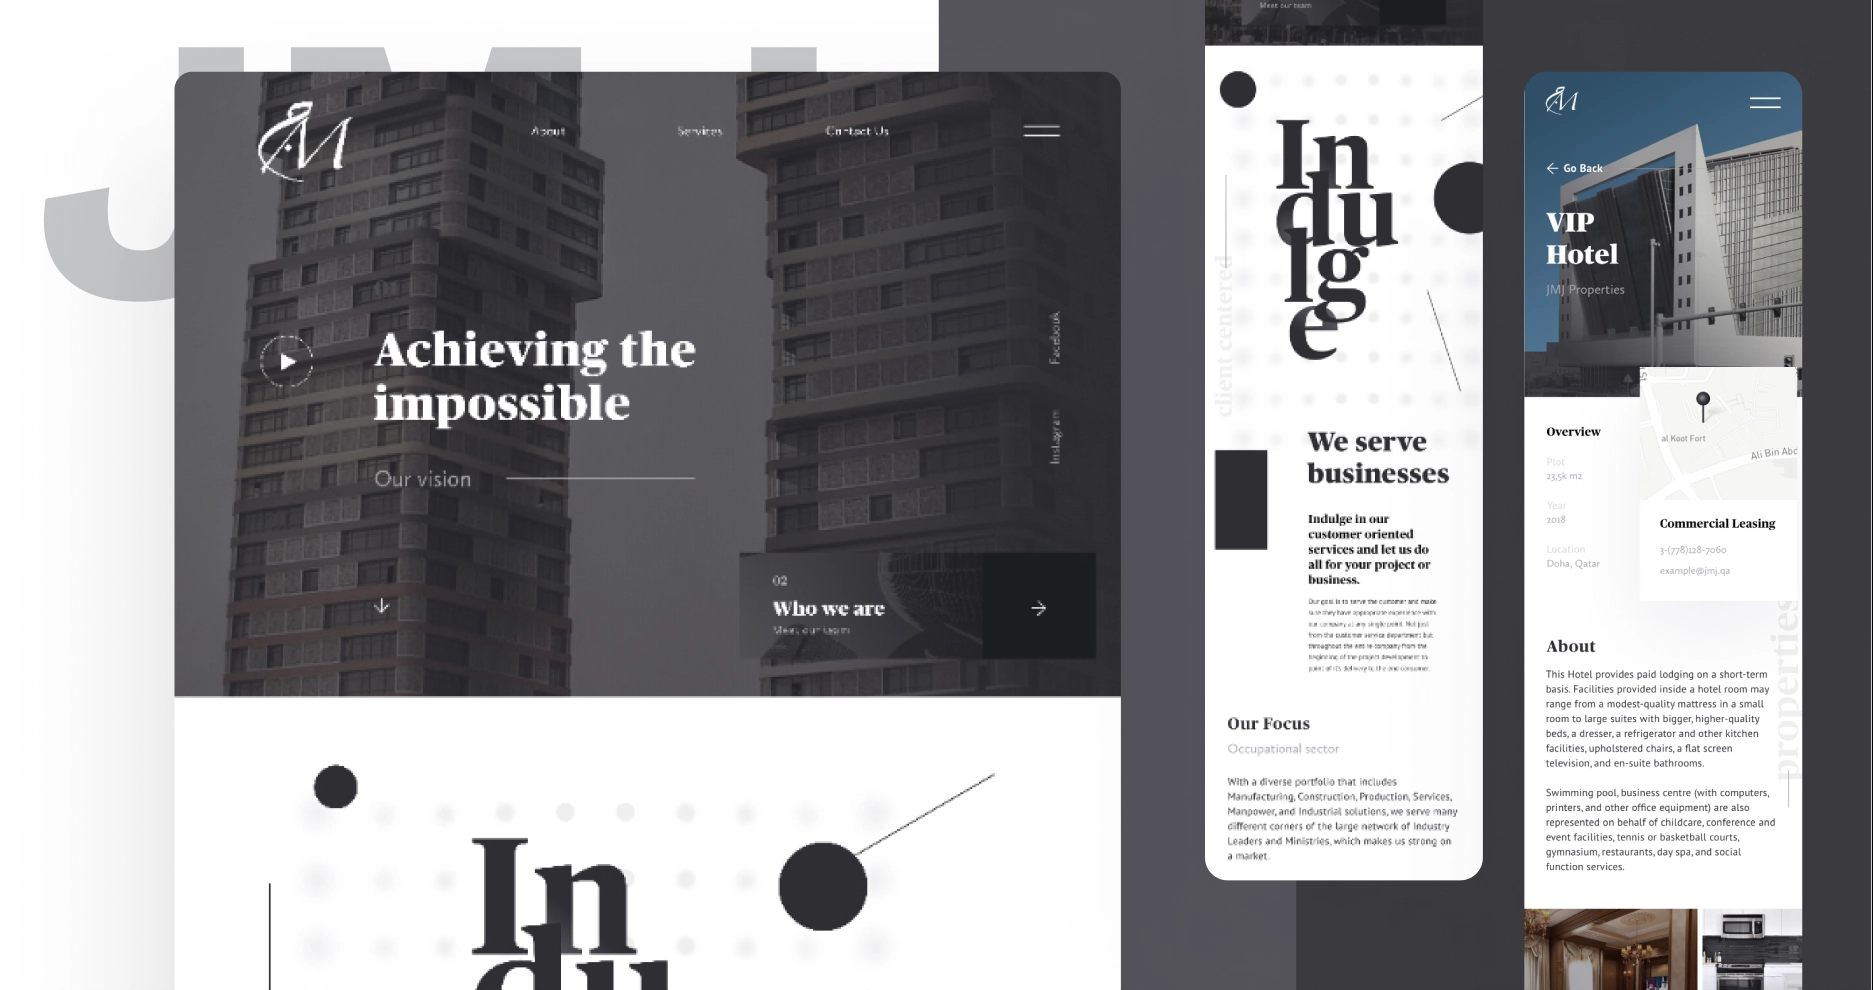 JMJ
JM
About
Services
Contact Us
Achieving the
impossible
Our vision
Facebook
Instagram
02
Who we are
Meet our team
In
du
Meet our team
client centered
In
du
lg
e
We serve
businesses
Indulge in our
customer oriented
services and let us do
all for your project or
business.
Our goal is to serve the customer and make
sure they have appropriate experience with
our company at any single point. Not just
from the customer service department but
throughout the entire company from the
beginning of the project development to
point of it's delivery to the end consumer.
Our Focus
Occupational sector
With a diverse portfolio that includes
Manufacturing, Construction, Production, Services,
Manpower, and Industrial solutions, we serve many
different corners of the large network of Industry
Leaders and Ministries, which makes us strong on
a market.
JM
Go Back
VIP
Hotel
JMJ Properties
al Koot Fort
Ali Bin Abd
Overview
Plot
23,5k m2
Year
2018
Location
Doha, Qatar
Commercial Leasing
3-(778)128-7060
example@jmj.qa
properties
About
This Hotel provides paid lodging on a short-term
basis. Facilities provided inside a hotel room may
range from a modest-quality mattress in a small
room to large suites with bigger, higher-quality
beds, a dresser, a refrigerator and other kitchen
facilities, upholstered chairs, a flat screen
television, and en-suite bathrooms.
Swimming pool, business centre (with computers,
printers, and other office equipment) are also
represented on behalf of childcare, conference and
event facilities, tennis or basketball courts,
gymnasium, restaurants, day spa, and social
function services.